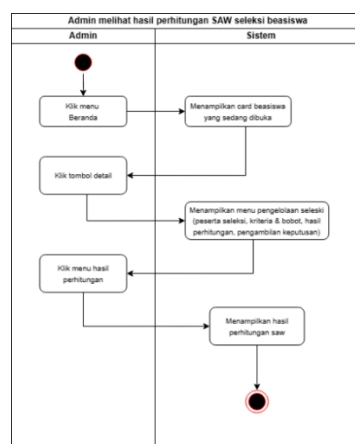 Admin melihat hasil perhitungan SAW seleksi beasiswa
Admin
Sistem
Klik menu
Beranda
Menampilkan card beasiswa
yang sedang dibuka
Klik tombol detail
Menampilkan menu pengelolaan seleski
(peserta seleksi, kriteria & bobot, hasil
perhitungan, pengambilan keputusan)
Klik menu hasil
perhitungan
Menampilkan hasil
perhitungan saw